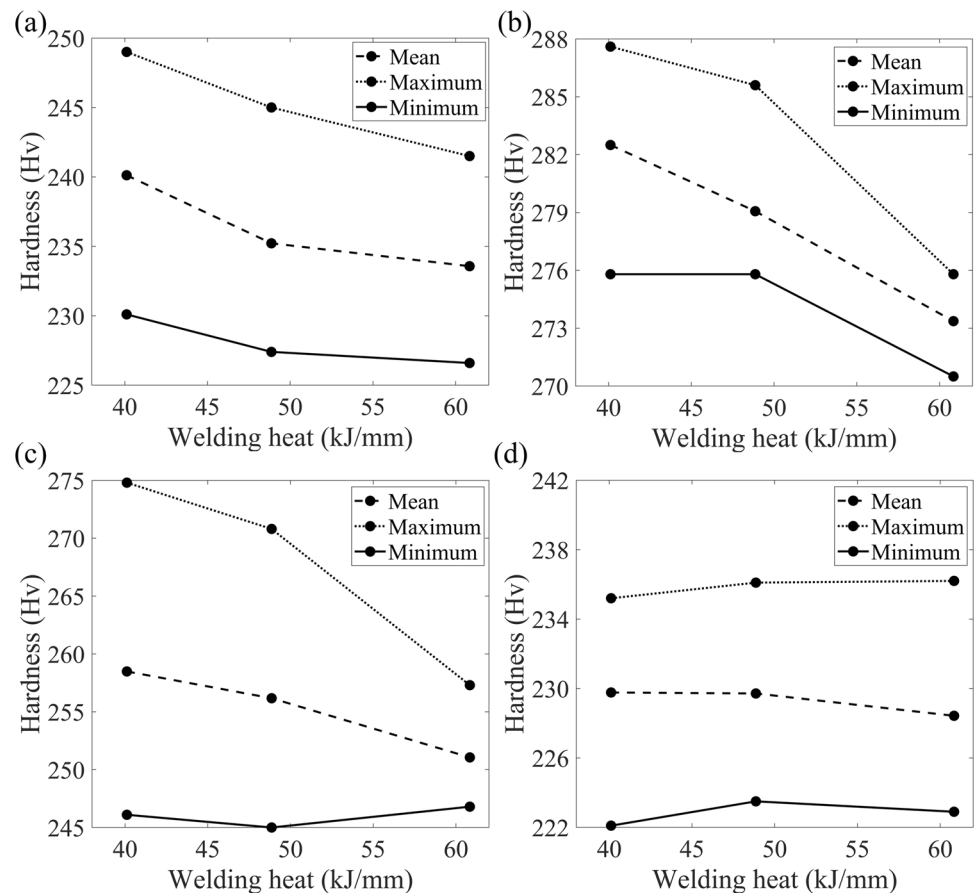 (a)
250
245
240
235
230
225
Hardness (Hv)
Mean
Maximum
Minimum
40 45 50 55 60
Welding heat (kJ/mm)
(b)
288
285
282
279
276
273
270
Hardness (Hv)
Mean
Maximum
Minimum
40 45 50 55 60
Welding heat (kJ/mm)
(c)
275
270
265
260
255
250
245
Hardness (Hv)
Mean
Maximum
Minimum
40 45 50 55 60
Welding heat (kJ/mm)
(d)
242
238
234
230
226
222
Hardness (Hv)
Mean
Maximum
Minimum
40 45 50 55 60
Welding heat (kJ/mm)